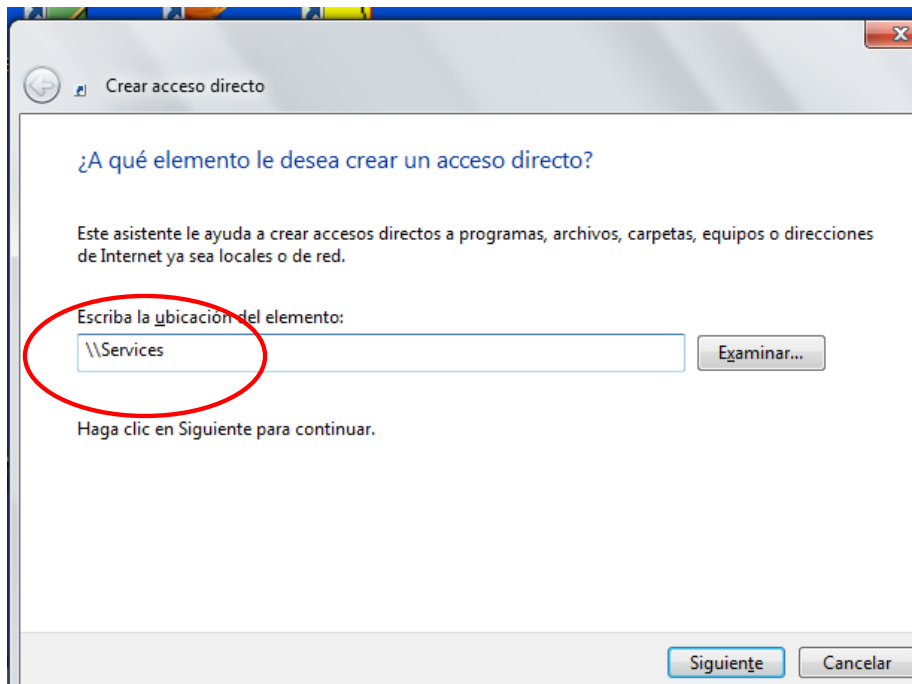 Crear acceso directo
¿A qué elemento le desea crear un acceso directo?
Este asistente le ayuda a crear accesos directos a programas, archivos, carpetas, equipos o direcciones
de Internet ya sea locales o de red.
Escriba la ubicación del elemento:
\\Services
Examinar...
Haga clic en Siguiente para continuar.
Siguiente
Cancelar